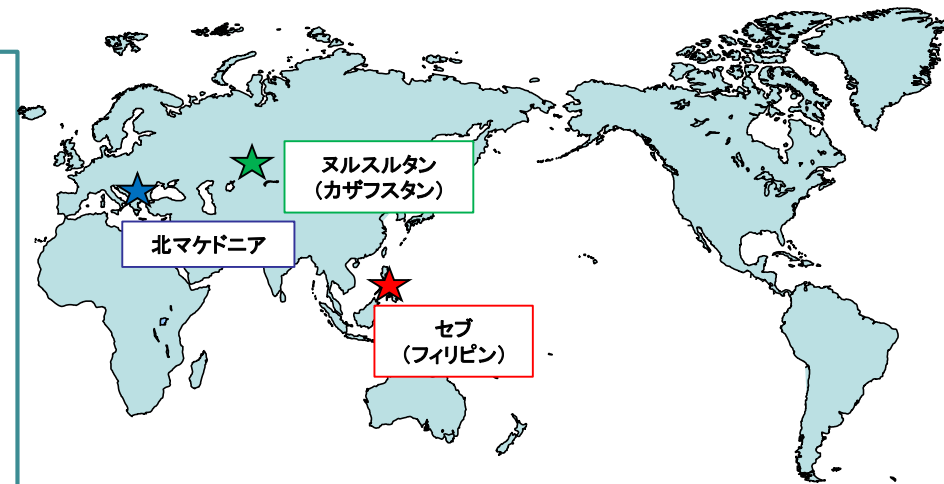 ヌルスルタン
（カザフスタン）
北マケドニア
セブ
（フィリピン）